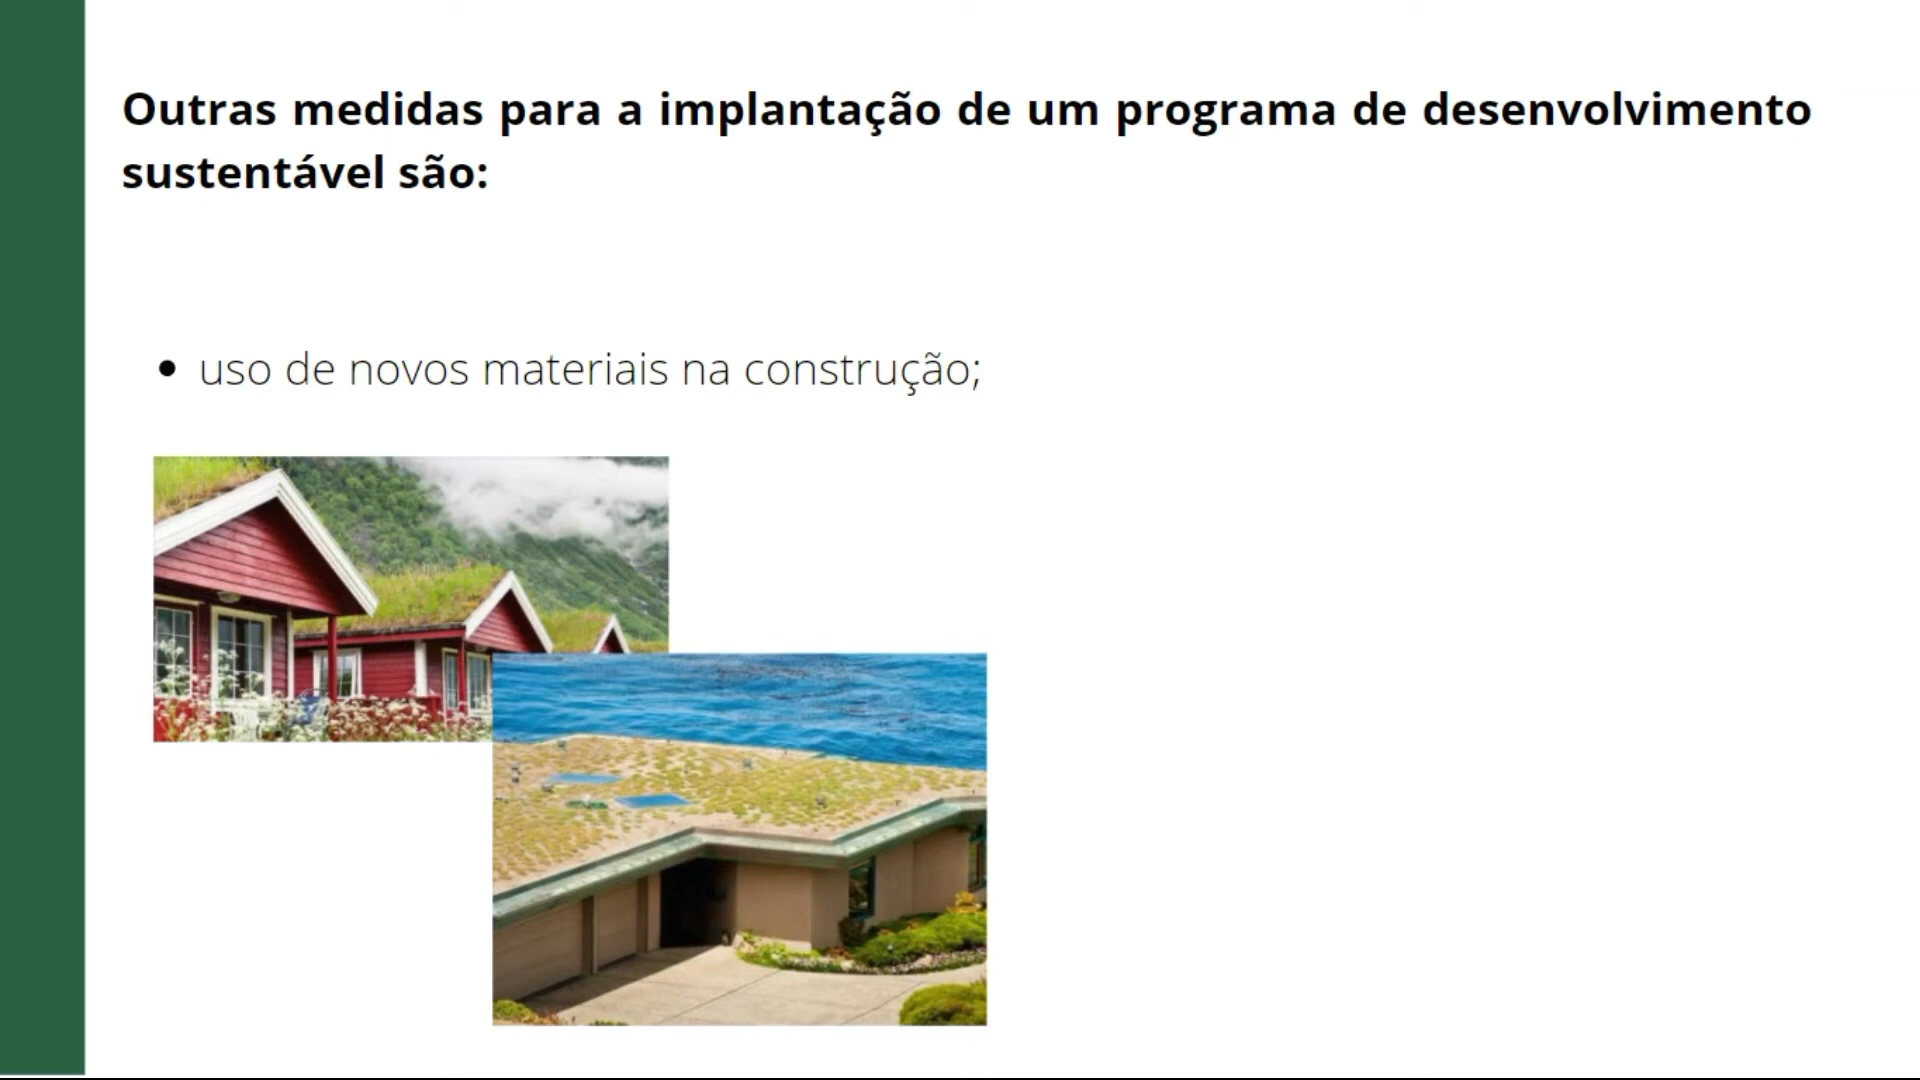 Outras medidas para a implantação de um programa de desenvolvimento
sustentável são:
• uso de novos materiais na construção;